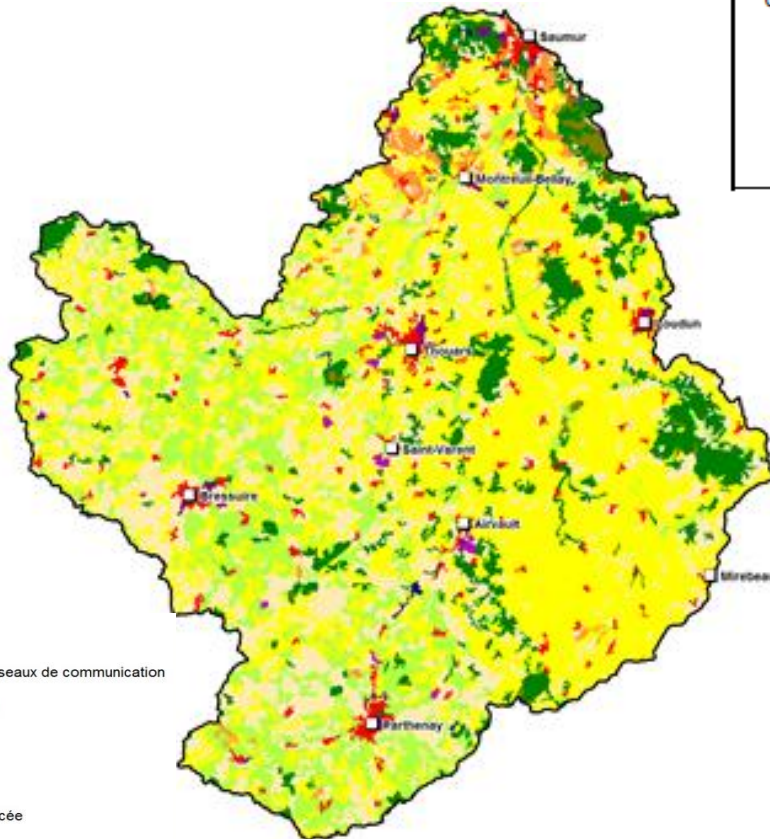 Saumur
Montreuil-Bellay
Loudun
Thouars
Saint-Varent
Bressuire
Airvault
Mirebeau
seaux de communication
Parthenay
cée